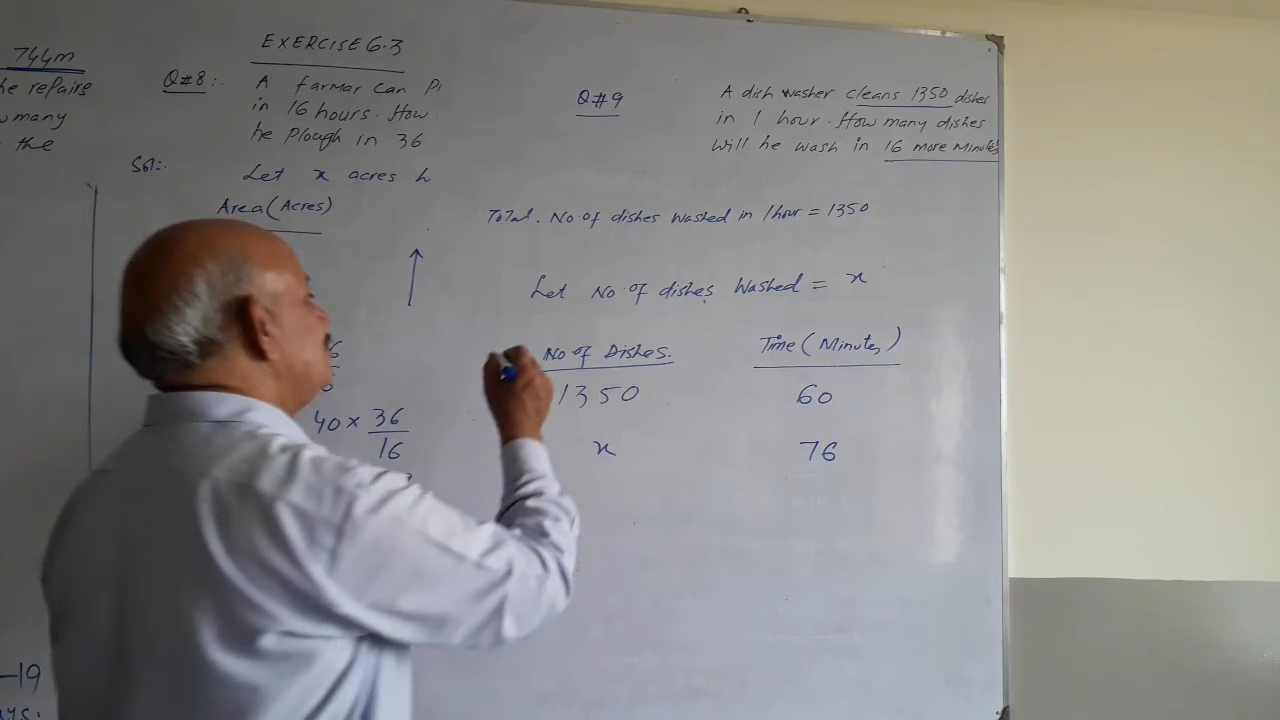 744m
he repairs
many
the
EXERCISE 6.3
Q#8:.
A farmar can Pl
in 16 hours. How
he Plough in 36
Sol:.
Let x acres h
Area (Acres)
40 × 36
16
-19
ays.
Q#9
A dish washer cleans 1350 dishes
in 1 hour. How many dishes
will he wash in 16 more Minutes
Total. No. of dishes washed in 1 hour = 1350
Let No of dishes washed = x
No of Dishes. Time (Minutes)
1350 60
x 76